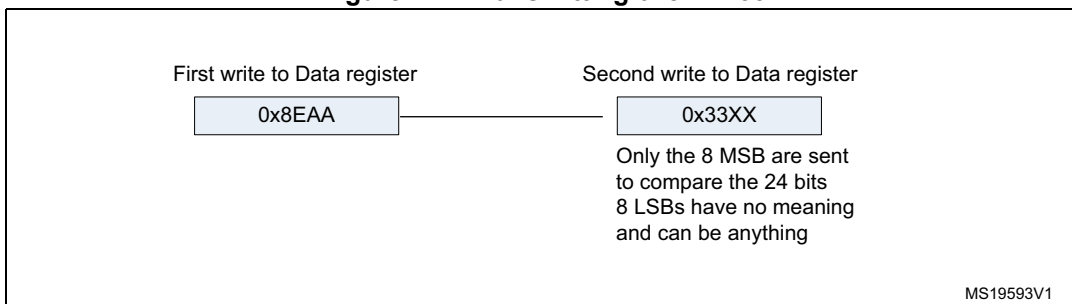 First write to Data register
Second write to Data register
0x8EAA
0x33XX
Only the 8 MSB are sent
to compare the 24 bits
8 LSBs have no meaning
and can be anything
MS19593V1